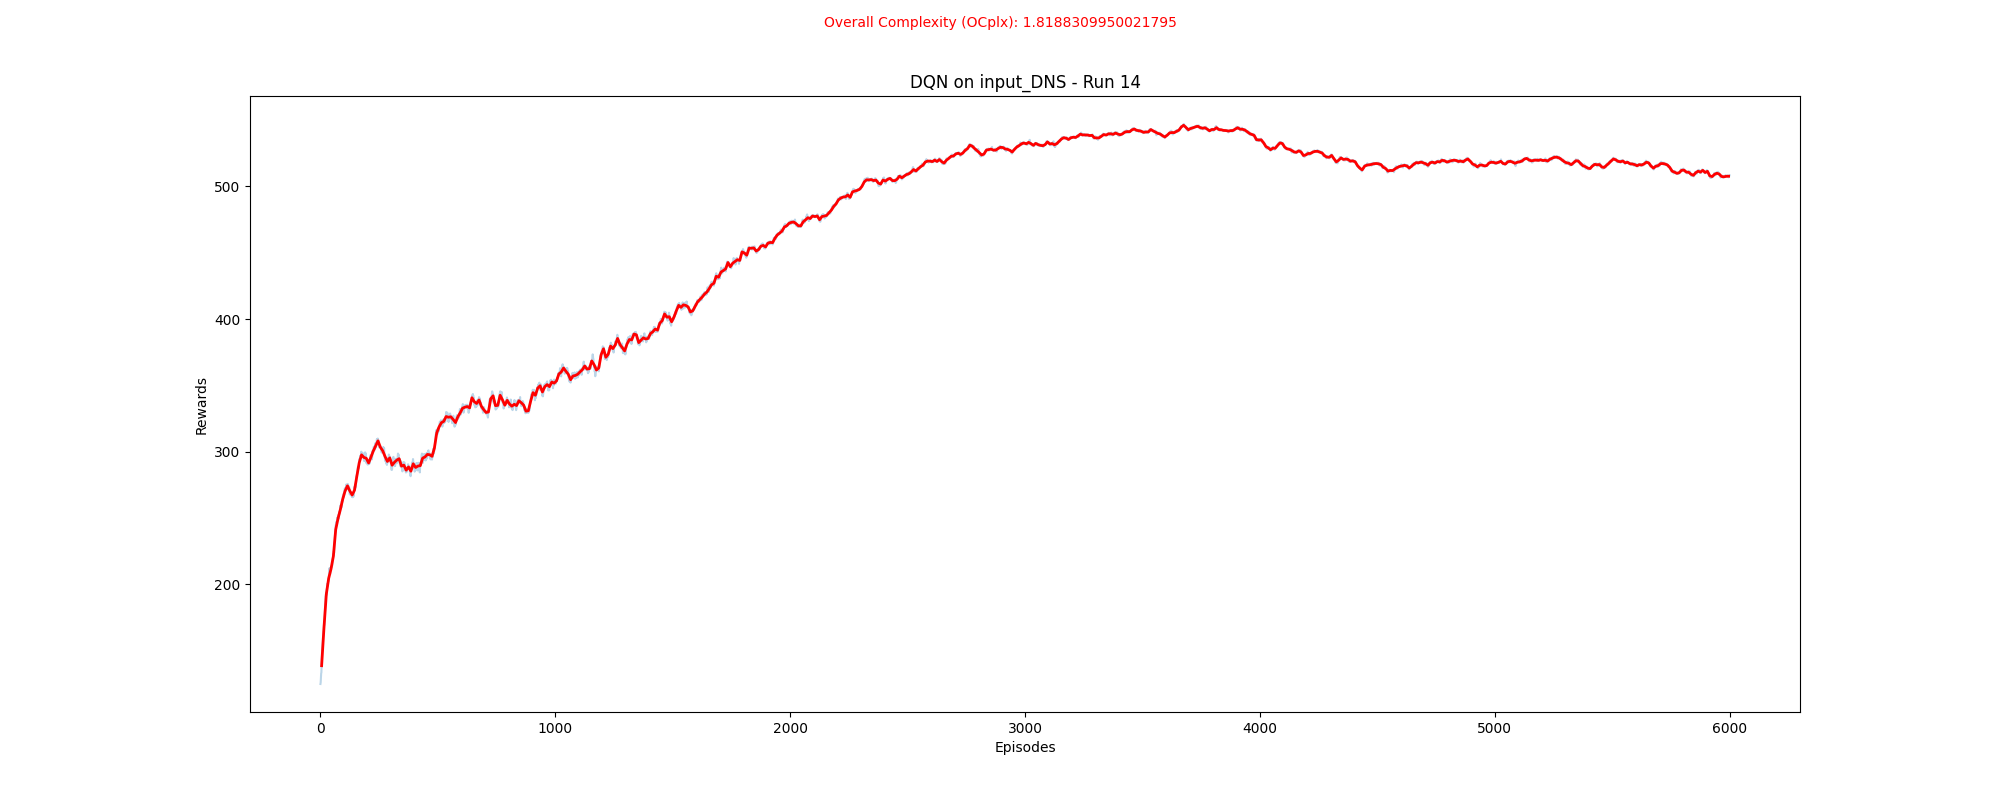 Overall Complexity (OCplx): 1.8188309950021795
DQN on input_DNS - Run 14
500
400
300
200
Rewards
0 1000 2000 3000 4000 5000 6000
Episodes